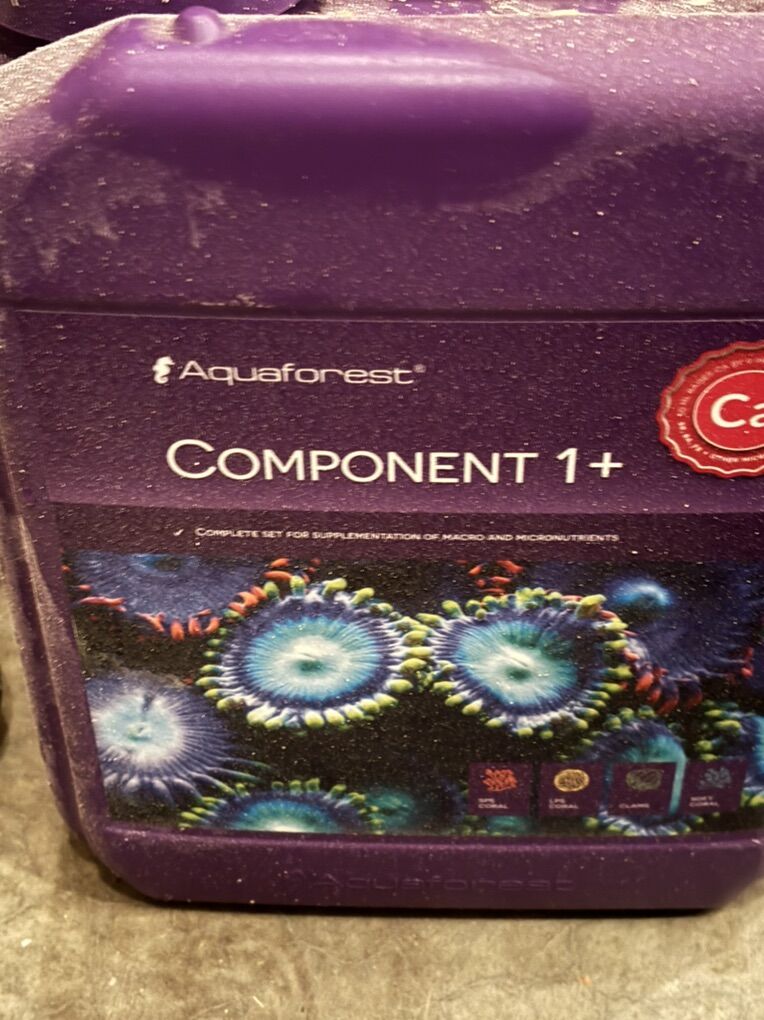 Aquaforest®
Ca
COMPONENT 1+
✓ COMPLETE SET FOR SUPPLEMENTATION OF MACRO AND MICRONUTRIENTS
SPS
CORAL
LPS
CORAL
CLAMS
SOFT
CORAL
Aquaforest